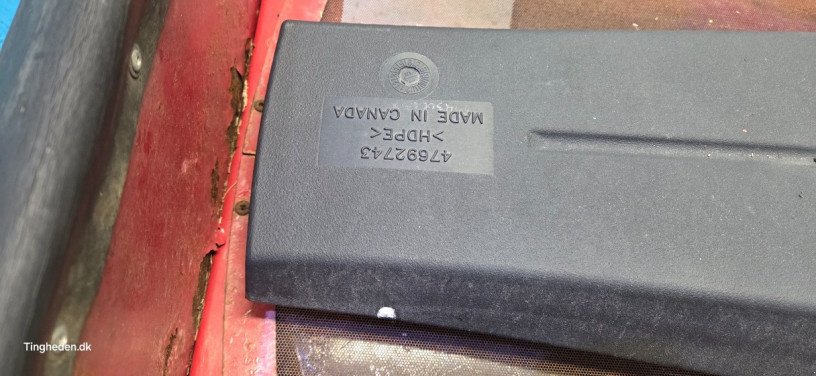 47692743
>HDPE<
MADE IN CANADA
Tingheden.dk